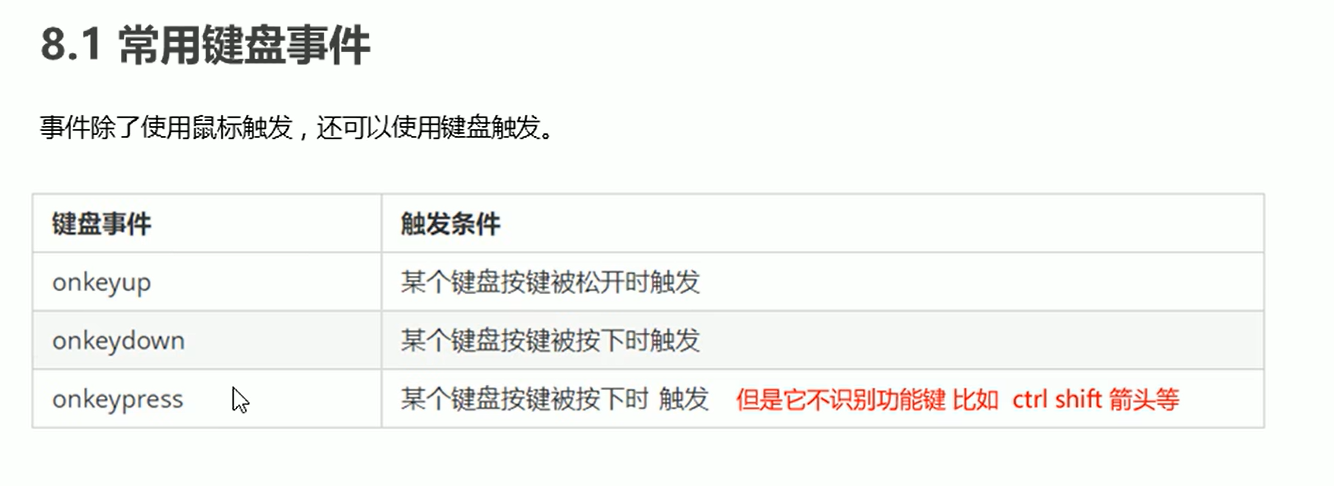 8.1 常用键盘事件
事件除了使用鼠标触发，还可以使用键盘触发。
键盘事件 触发条件
onkeyup 某个键盘按键被松开时触发
onkeydown 某个键盘按键被按下时触发
onkeypress 某个键盘按键被按下时 触发 但是它不识别功能键 比如 ctrl shift 箭头等